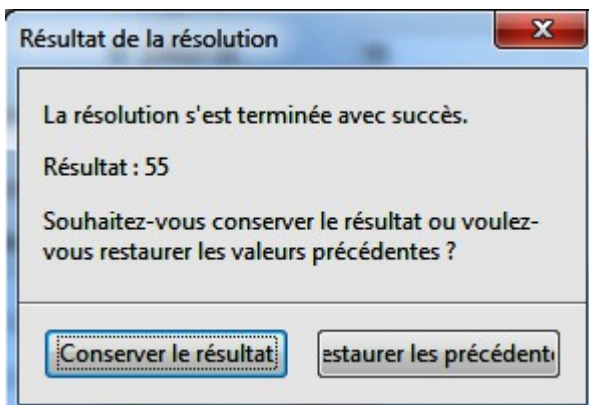 Résultat de la résolution
La résolution s'est terminée avec succès.
Résultat : 55
Souhaitez-vous conserver le résultat ou voulez-
vous restaurer les valeurs précédentes ?
Conserver le résultat
estaurer les précédent